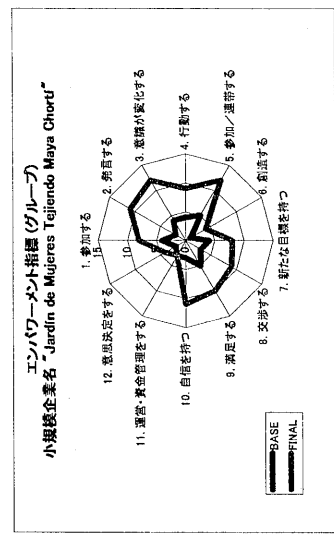 エンパワーメント指標(グループ)
小規模企業名 "Jardín de Mujeres Tejiendo Maya Chortí"
1. 参加する
2. 発言する
3. 意識が変化する
4. 行動する
5. 参加／連帯する
6. 創造する
7. 新たな目標を持つ
8. 交渉する
9. 満足する
10. 自信を持つ
11. 運営・資金管理をする
12. 意思決定をする
15
10
0
BASE
FINAL